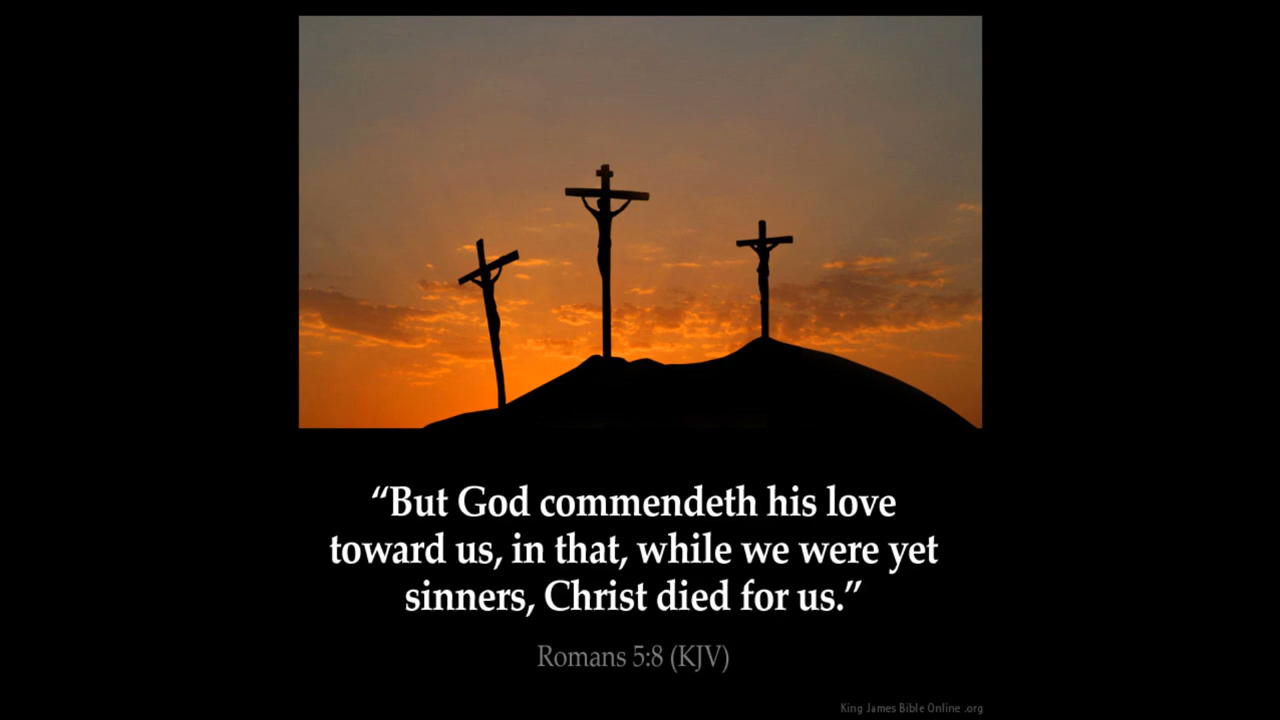 “But God commendeth his love
toward us, in that, while we were yet
sinners, Christ died for us.”
Romans 5:8 (KJV)
King James Bible Online .org